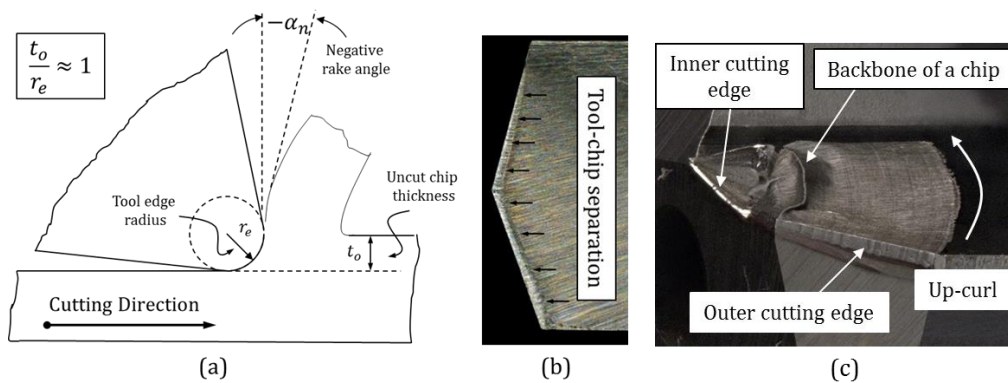 t_o
r_e
≈ 1
−α_n
Negative
rake angle
Uncut chip
thickness
Tool edge
radius
r_e
t_o
Cutting Direction
(a)
Tool-chip separation
(b)
Inner cutting
edge
Backbone of a chip
Outer cutting edge
Up-curl
(c)